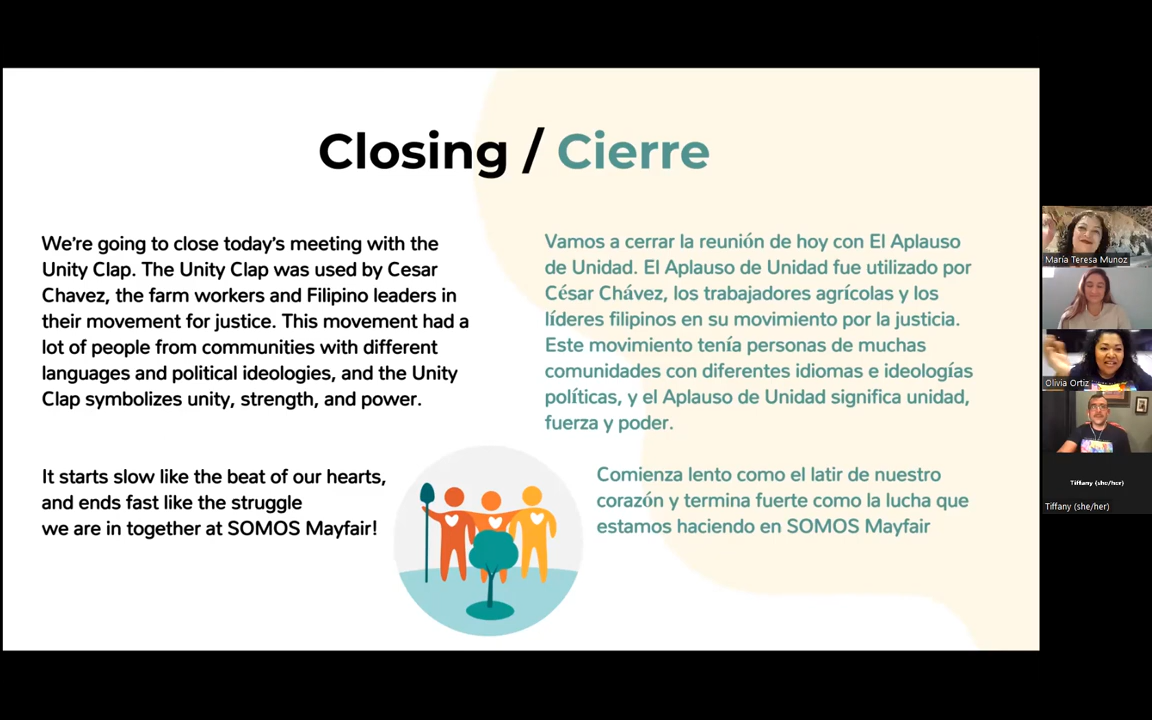 Closing / Cierre
We're going to close today's meeting with the
Unity Clap. The Unity Clap was used by Cesar
Chavez, the farm workers and Filipino leaders in
their movement for justice. This movement had a
lot of people from communities with different
languages and political ideologies, and the Unity
Clap symbolizes unity, strength, and power.
It starts slow like the beat of our hearts,
and ends fast like the struggle
we are in together at SOMOS Mayfair!
Vamos a cerrar la reunión de hoy con El Aplauso
de Unidad. El Aplauso de Unidad fue utilizado por
César Chávez, los trabajadores agrícolas y los
líderes filipinos en su movimiento por la justicia.
Este movimiento tenía personas de muchas
comunidades con diferentes idiomas e ideologías
políticas, y el Aplauso de Unidad significa unidad,
fuerza y poder.
Comienza lento como el latir de nuestro
corazón y termina fuerte como la lucha que
estamos haciendo en SOMOS Mayfair
María Teresa Munoz
Olivia Ortiz
Tiffany (she/her)
Tiffany (she/her)